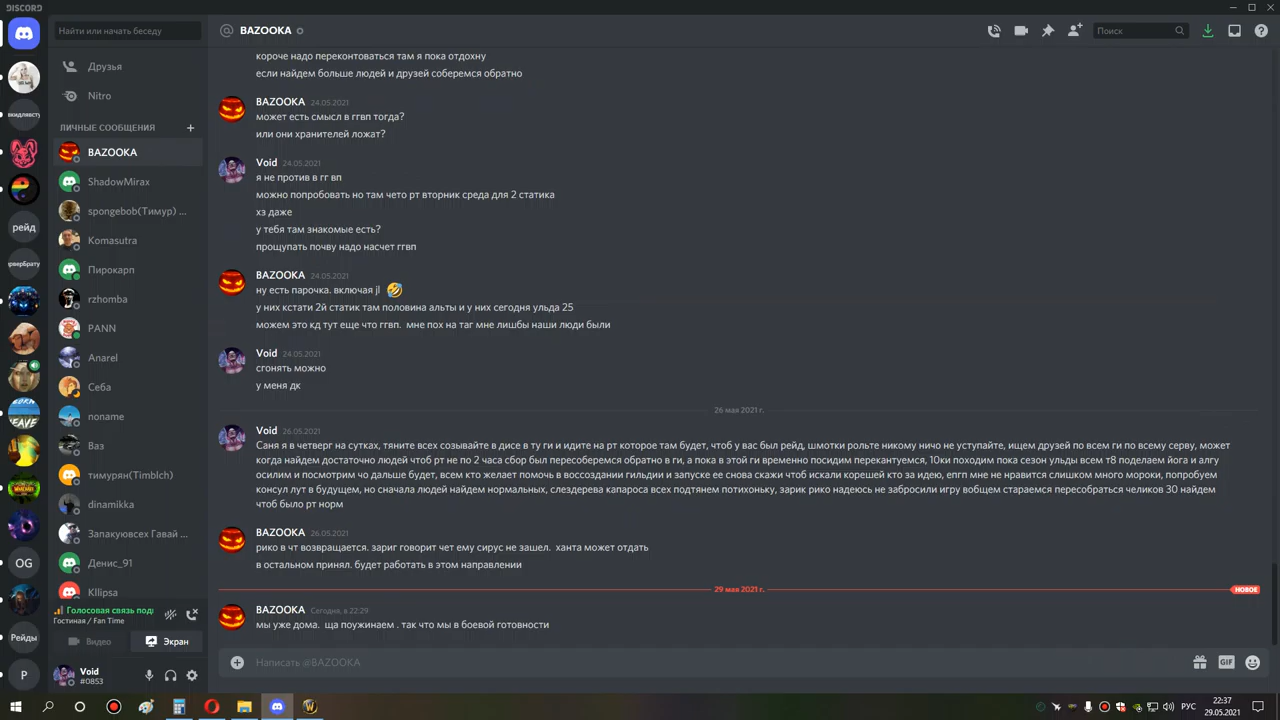 DISCORD
Найти или начать беседу
BAZOOKA
Поиск
Друзья
Nitro
ЛИЧНЫЕ СООБЩЕНИЯ
BAZOOKA
ShadowMirax
spongebob(Тимур) ...
Komasutra
Пирокарп
rzhomba
PANN
Anarel
Себа
noname
Ваз
тимурян(Timblch)
dinamikka
Запакуювсех Гавай ...
Денис_91
Kllipsa
рейд
OG
Рейды
P
Голосовая связь под
Гостиная / Fan Time
Видео
Экран
Void
#0853
короче надо переконтоваться там я пока отдохну
если найдем больше людей и друзей соберемся обратно
BAZOOKA 24.05.2021
может есть смысл в ггвп тогда?
или они хранителей ложат?
Void 24.05.2021
я не против в гг вп
можно попробовать но там чето рт вторник среда для 2 статика
хз даже
у тебя там знакомые есть?
прощупать почву надо насчет ггвп
BAZOOKA 24.05.2021
ну есть парочка. включая jl
у них кстати 2й статик там половина альты и у них сегодня ульда 25
можем это кд тут еще что ггвп. мне пох на таг мне лишбы наши люди были
Void 24.05.2021
сгонять можно
у меня дк
26 мая 2021 г.
Void 26.05.2021
Саня я в четверг на сутках, тяните всех созывайте в дисе в ту ги и идите на рт которое там будет, чтоб у вас был рейд, шмотки рольте никому ничо не уступайте, ищем друзей по всем ги по всему серву, может
когда найдем достаточно людей чтоб рт не по 2 часа сбор был пересоберемся обратно в ги, а пока в этой ги временно посидим перекантуемся, 10ки походим пока сезон ульды всем т8 поделаем йога и алгу
осилим и посмотрим чо дальше будет, всем кто желает помочь в воссоздании гильдии и запуске ее снова скажи чтоб искали корешей кто за идею, епгп мне не нравится слишком много мороки, попробуем
консул лут в будущем, но сначала людей найдем нормальных, слездерева капароса всех подтянем потихоньку, зарик рико надеюсь не забросили игру вобщем стараемся пересобраться челиков 30 найдем
чтоб было рт норм
BAZOOKA 26.05.2021
рико в чт возвращается. зариг говорит чет ему сирус не зашел. ханта может отдать
в остальном принял. будет работать в этом направлении
29 мая 2021 г.
НОВОЕ
BAZOOKA Сегодня, в 22:29
мы уже дома. ща поужинаем . так что мы в боевой готовности
Написать @BAZOOKA
GIF
РУС
22:37
29.05.2021